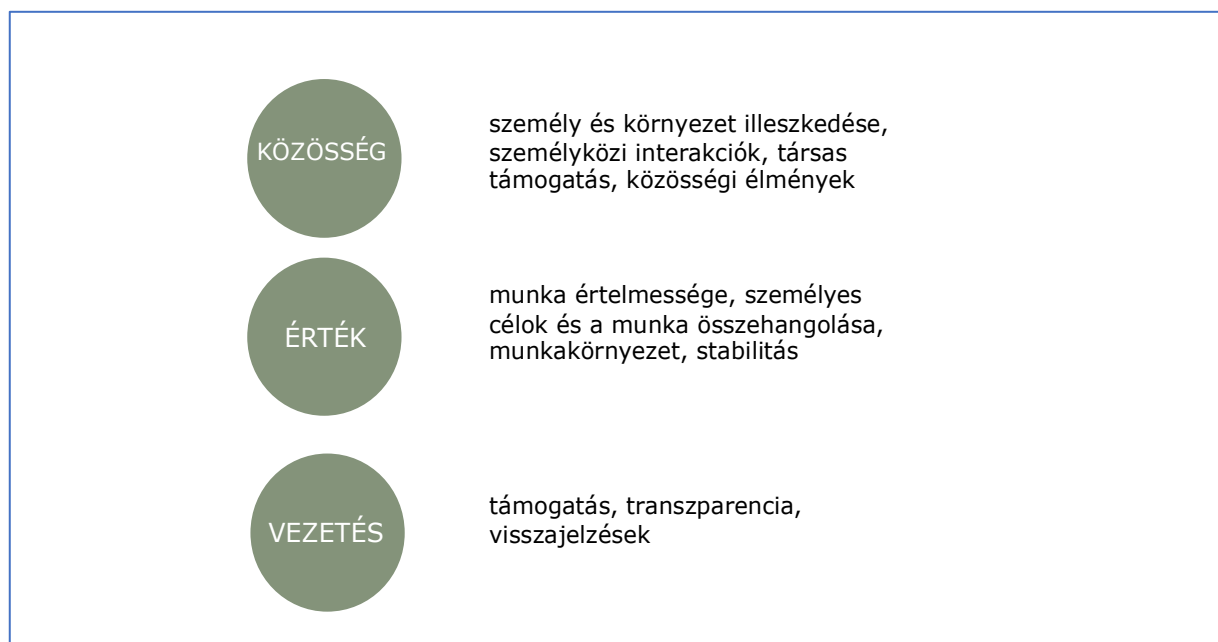 KÖZÖSSÉG
személy és környezet illeszkedése,
személyközi interakciók, társas
támogatás, közösségi élmények
ÉRTÉK
munka értelmessége, személyes
célok és a munka összehangolása,
munkakörnyezet, stabilitás
VEZETÉS
támogatás, transzparencia,
visszajelzések